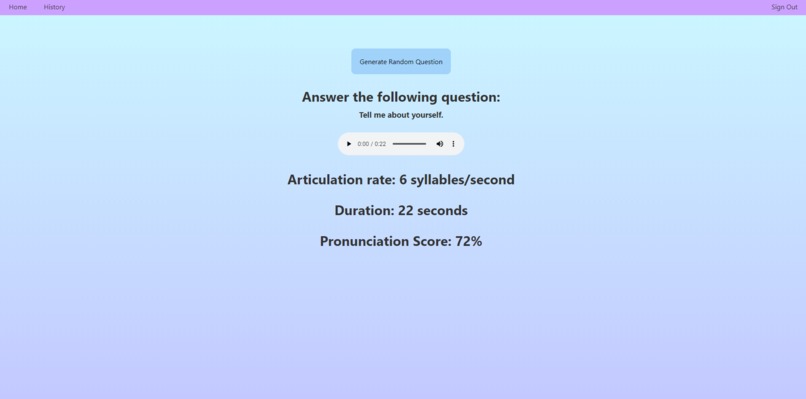 Home
History
Sign Out
Generate Random Question
Answer the following question:
Tell me about yourself.
0:00 / 0:22
Articulation rate: 6 syllables/second
Duration: 22 seconds
Pronunciation Score: 72%